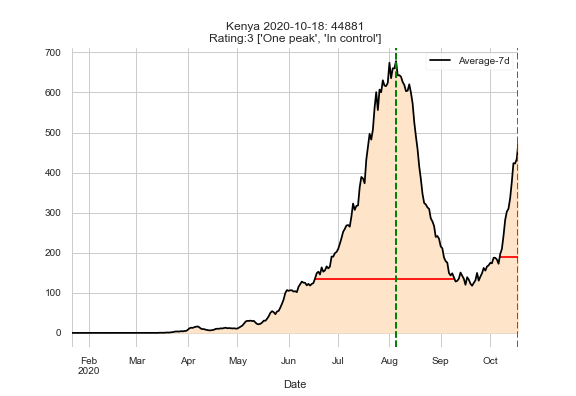 Kenya 2020-10-18: 44881
Rating:3 ['One peak', 'In control']
700
600
500
400
300
200
100
0
Average-7d
Feb
2020
Mar
Apr
May
Jun
Jul
Aug
Sep
Oct
Date